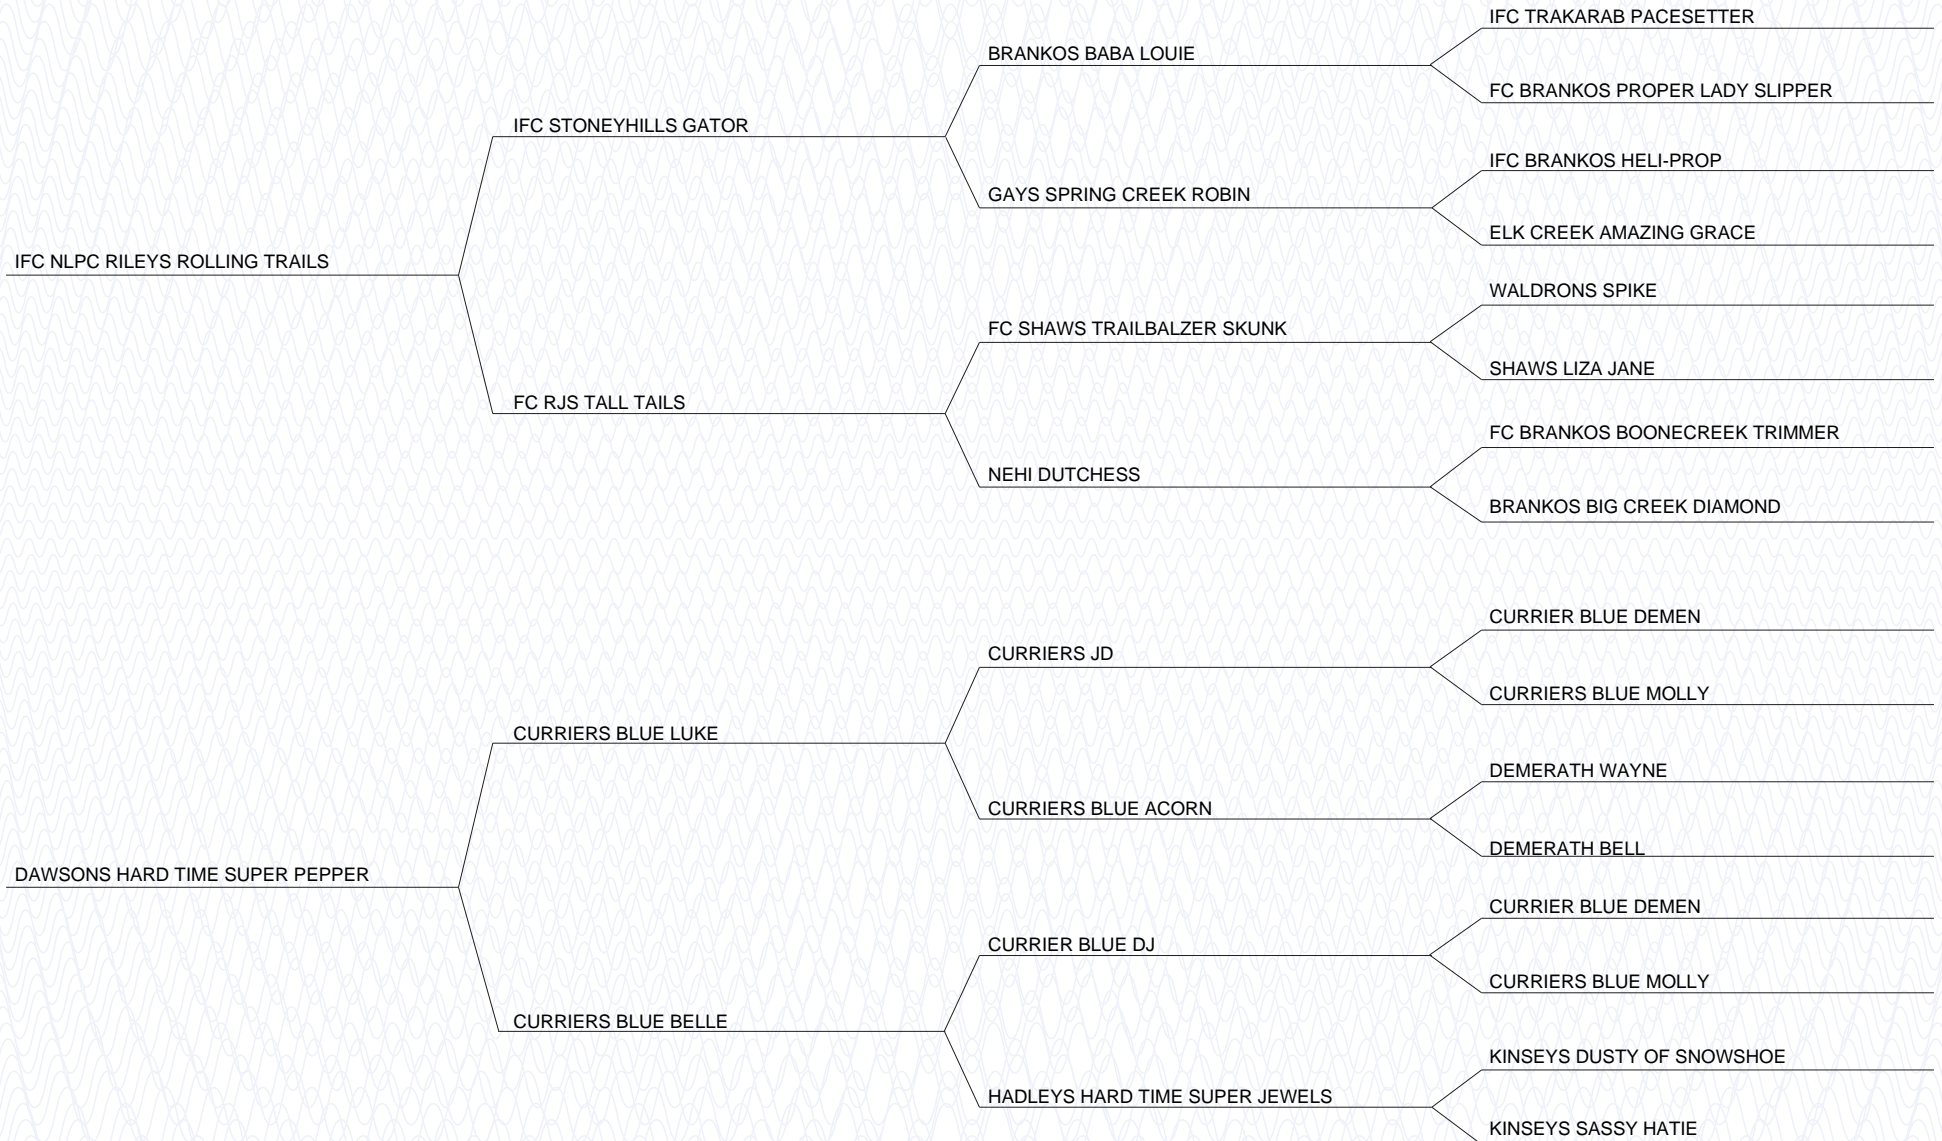 IFC TRAKARAB PACESETTER
BRANKOS BABA LOUIE
FC BRANKOS PROPER LADY SLIPPER
IFC STONEYHILLS GATOR
IFC BRANKOS HELI-PROP
GAYS SPRING CREEK ROBIN
ELK CREEK AMAZING GRACE
IFC NLPC RILEYS ROLLING TRAILS
WALDRONS SPIKE
FC SHAWS TRAILBALZER SKUNK
SHAWS LIZA JANE
FC RJS TALL TAILS
FC BRANKOS BOONECREEK TRIMMER
NEHI DUTCHESS
BRANKOS BIG CREEK DIAMOND
CURRIER BLUE DEMEN
CURRIERS JD
CURRIERS BLUE MOLLY
CURRIERS BLUE LUKE
DEMERATH WAYNE
CURRIERS BLUE ACORN
DEMERATH BELL
DAWSONS HARD TIME SUPER PEPPER
CURRIER BLUE DEMEN
CURRIER BLUE DJ
CURRIERS BLUE MOLLY
CURRIERS BLUE BELLE
KINSEYS DUSTY OF SNOWSHOE
HADLEYS HARD TIME SUPER JEWELS
KINSEYS SASSY HATIE